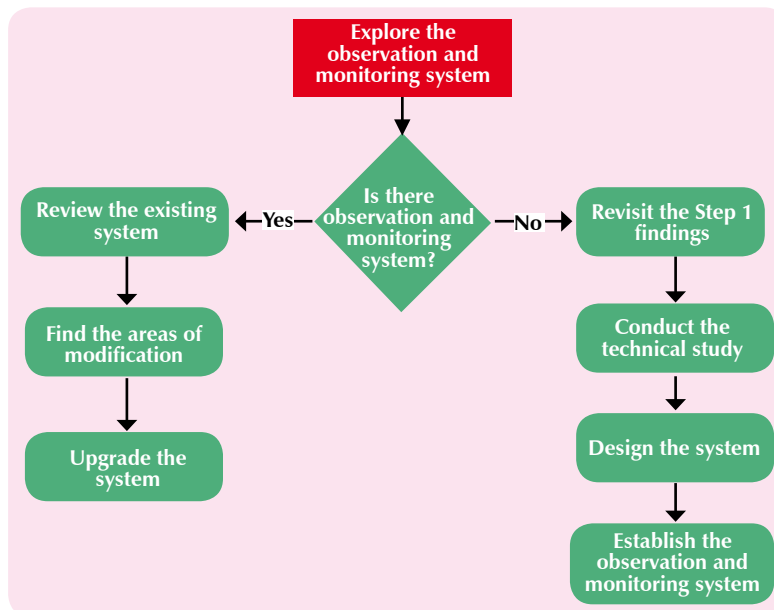 Explore the
observation and
monitoring system
Is there
observation and
monitoring
system?
Yes
No
Review the existing
system
Find the areas of
modification
Upgrade the
system
Revisit the Step 1
findings
Conduct the
technical study
Design the system
Establish the
observation and
monitoring system